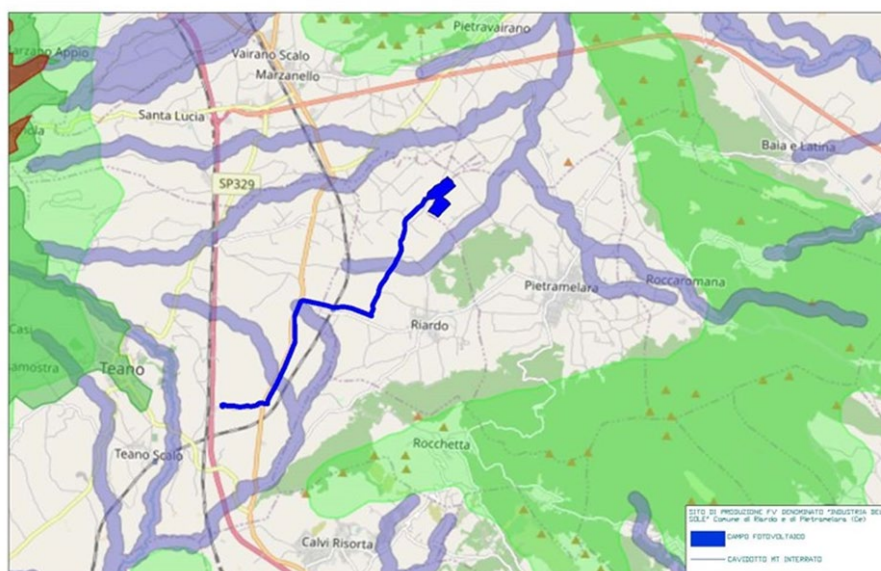 Pietravairano
Marzano Appio
Vairano Scalo
Marzanello
Santa Lucia
Baia e Latina
SP329
Roccaromana
Pietramelara
Riardo
Casi
Teano
Rocchetta
Teano Scalo
Calvi Risorta
SITO DI PRODUZIONE FV DENOMINATO "INDUSTRIA DEL
SOLE" Comune di Riardo e di Pietramelara (Ce)
CAMPO FOTOVOLTAICO
CAVIDOTTO MT INTERRATO